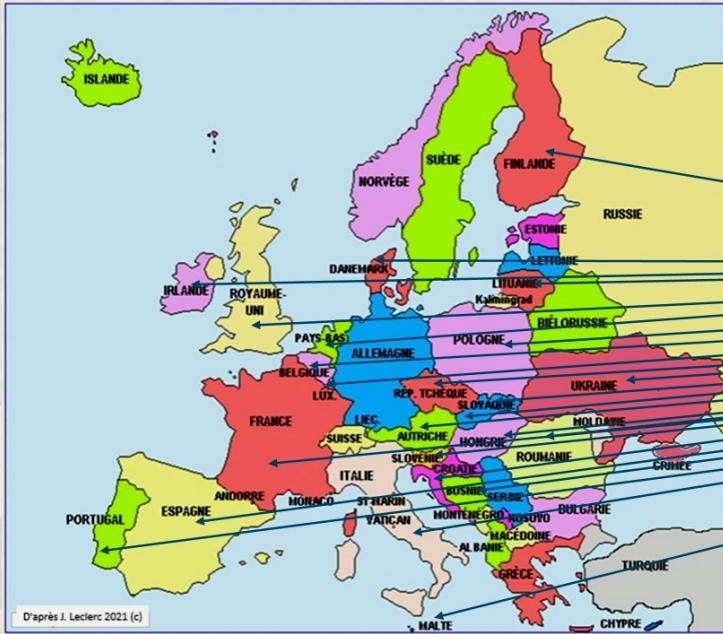 ISLANDE
SUÈDE
FINLANDE
NORVÈGE
RUSSIE
ESTONIE
LETTONIE
DANEMARK
LITUANIE
IRLANDE
ROYAUME-
UNI
Kaliningrad
BIÉLORUSSIE
PAYS-BAS
POLOGNE
ALLEMAGNE
BELGIQUE
UKRAINE
LUX.
RÉP. TCHÈQUE
SLOVAQUIE
FRANCE
LIEC.
MOLDAVIE
SUISSE
AUTRICHE
HONGRIE
SLOVÉNIE
ROUMANIE
CROATIE
CRIMÉE
ITALIE
ANDORRE
MONACO
ST-MARIN
BOSNIE
SERBIE
ESPAGNE
PORTUGAL
VATICAN
MONTÉNÉGRO
KOSOVO
BULGARIE
MACÉDOINE
ALBANIE
GRÈCE
TURQUIE
D'après J. Leclerc 2021 (c)
MALTE
CHYPRE